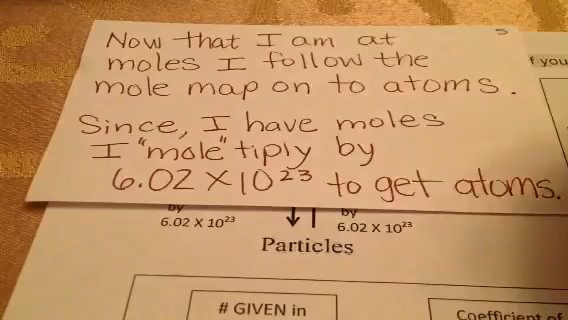 5
Now that I am at
moles I follow the
mole map on to atoms.
Since, I have moles
I "mole"tiply by
6.02 X 10²³ to get atoms.
f you
by by
6.02 X 10²³ 6.02 X 10²³
Particles
# GIVEN in
Coefficient of